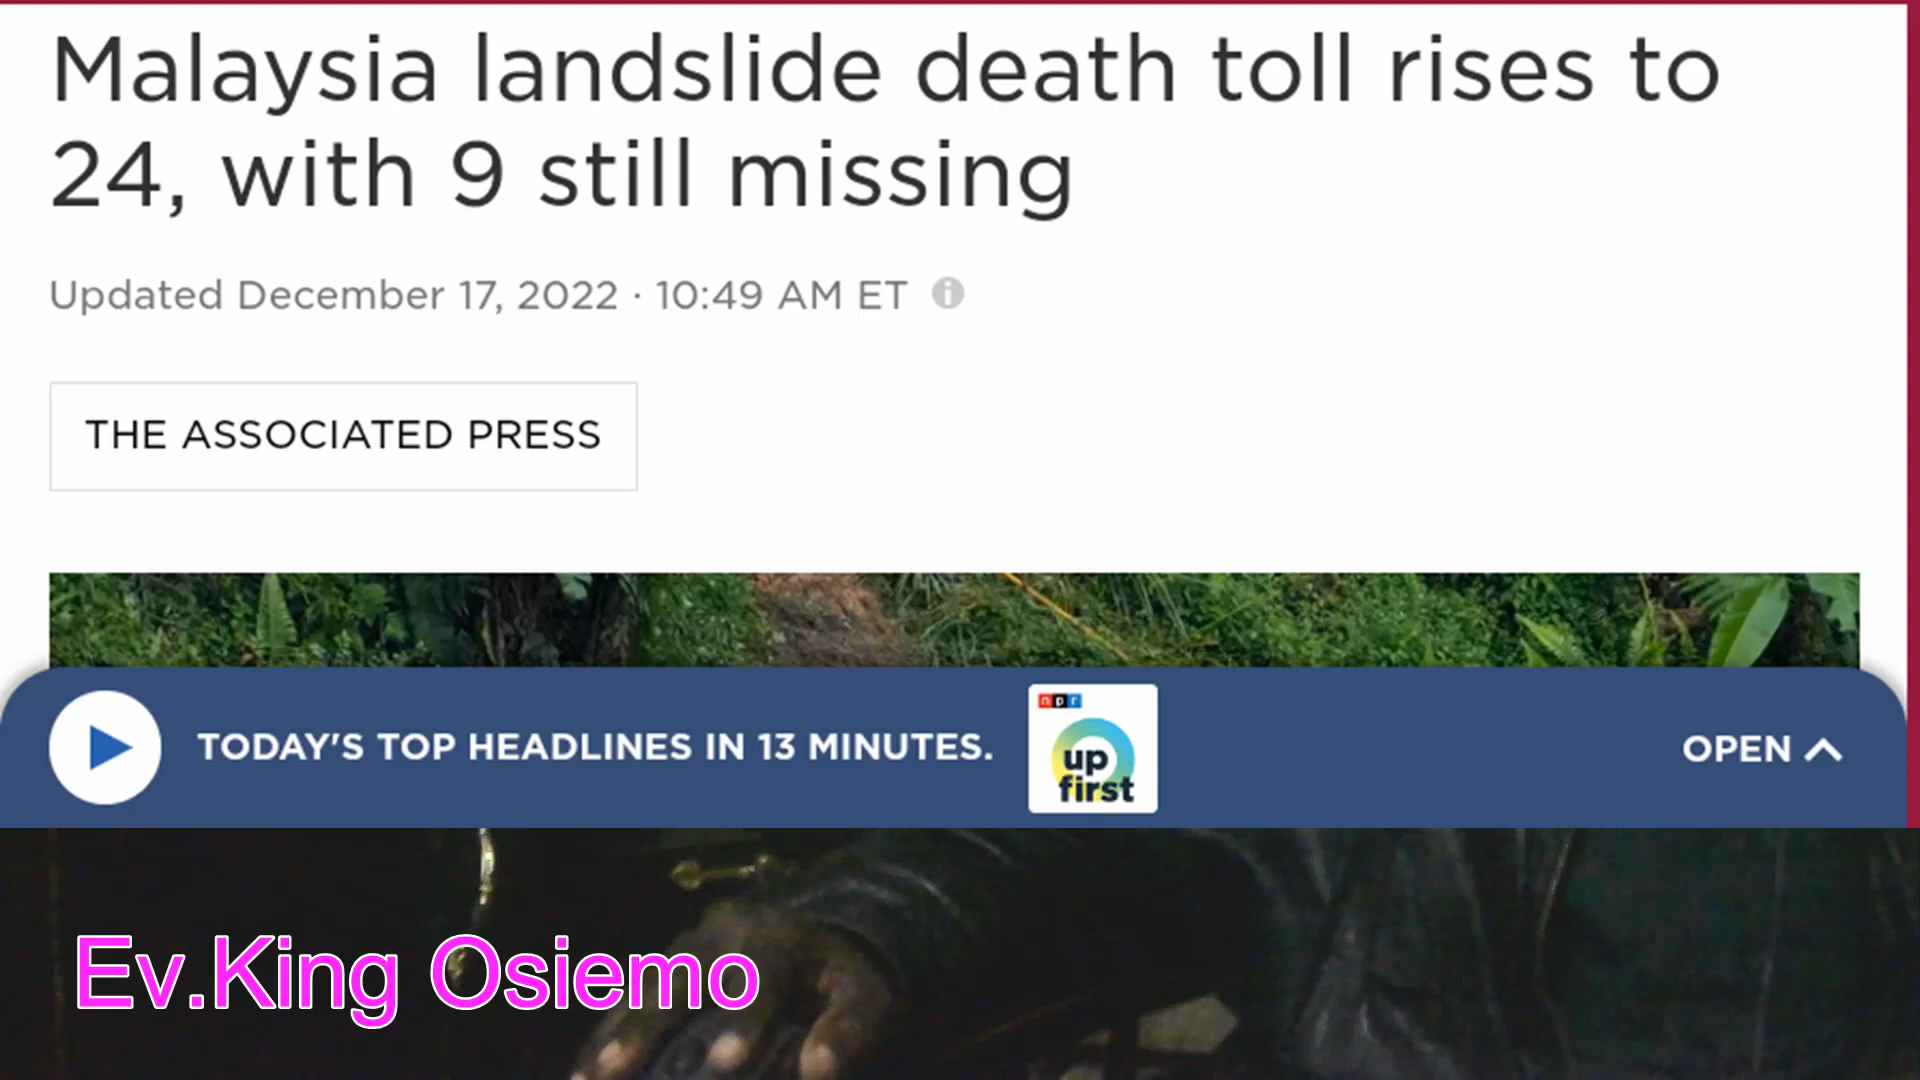 Malaysia landslide death toll rises to
24, with 9 still missing
Updated December 17, 2022 · 10:49 AM ET
THE ASSOCIATED PRESS
TODAY'S TOP HEADLINES IN 13 MINUTES.
npr
up
first
OPEN
Ev.King Osiemo